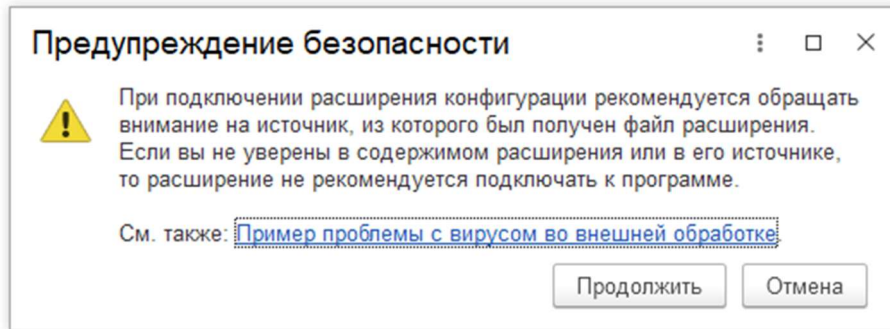 Предупреждение безопасности
При подключении расширения конфигурации рекомендуется обращать
внимание на источник, из которого был получен файл расширения.
Если вы не уверены в содержимом расширения или в его источнике,
то расширение не рекомендуется подключать к программе.
См. также: Пример проблемы с вирусом во внешней обработке.
Продолжить Отмена